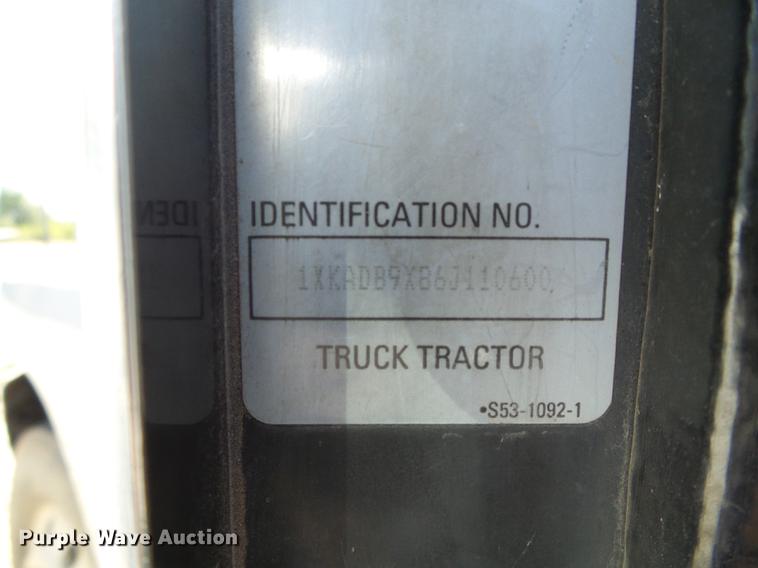 IDENTIFICATION NO.
1XKADB9X86J110600
TRUCK TRACTOR
•S53-1092-1
Purple Wave Auction